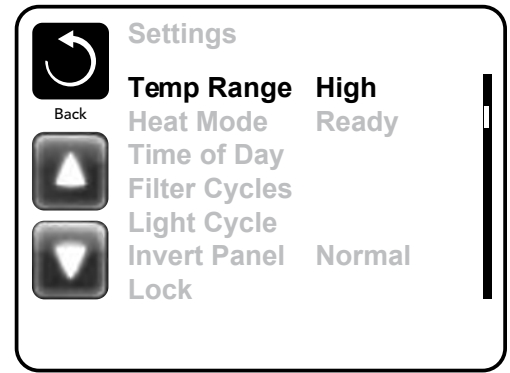 Settings
Back
Temp Range High
Heat Mode Ready
Time of Day
Filter Cycles
Light Cycle
Invert Panel Normal
Lock